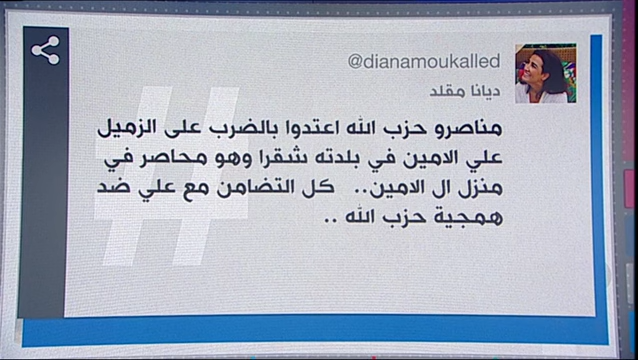 @dianamoukalled
ديانا مقلد
مناصرو حزب الله اعتدوا بالضرب على الزميل
علي الامين في بلدته شقرا وهو محاصر في
منزل ال الامين.. كل التضامن مع علي ضد
همجية حزب الله ..
#